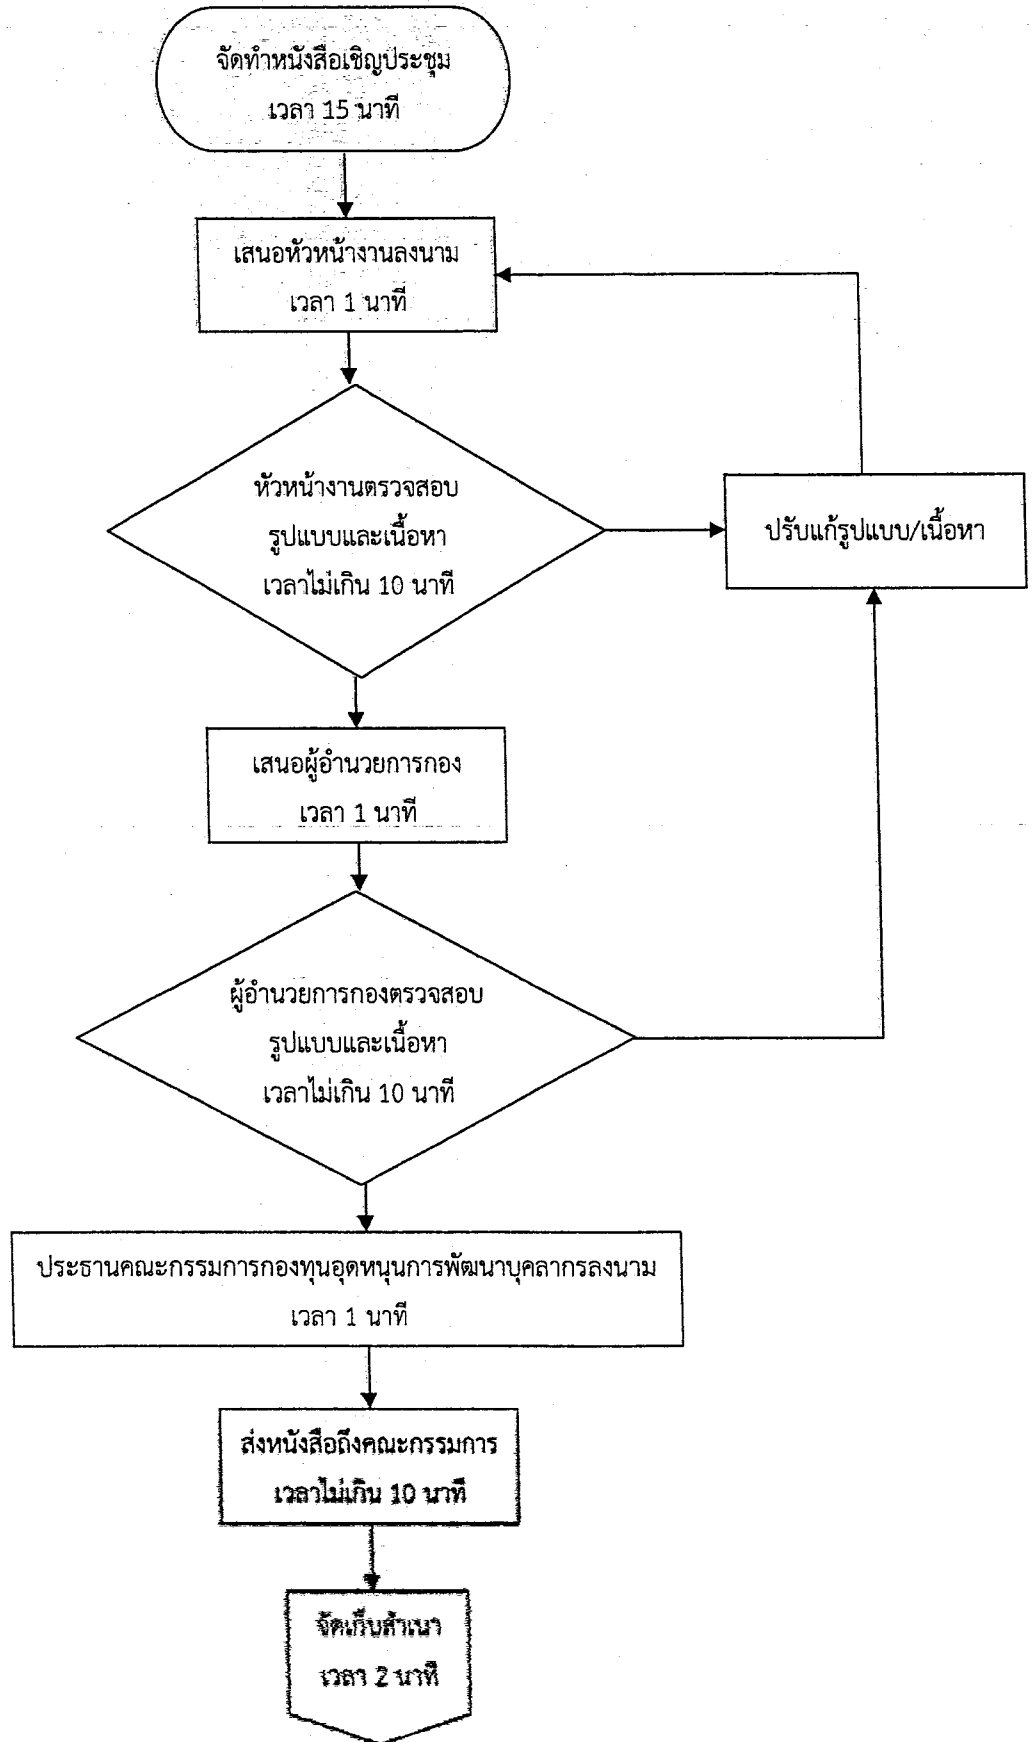 จัดทำหนังสือเชิญประชุม
เวลา 15 นาที
เสนอหัวหน้างานลงนาม
เวลา 1 นาที
หัวหน้างานตรวจสอบ
รูปแบบและเนื้อหา
เวลาไม่เกิน 10 นาที
ปรับแก้รูปแบบ/เนื้อหา
เสนอผู้อำนวยการกอง
เวลา 1 นาที
ผู้อำนวยการกองตรวจสอบ
รูปแบบและเนื้อหา
เวลาไม่เกิน 10 นาที
ประธานคณะกรรมการกองทุนอุดหนุนการพัฒนาบุคลากรลงนาม
เวลา 1 นาที
ส่งหนังสือถึงคณะกรรมการ
เวลาไม่เกิน 10 นาที
จัดเก็บสำเนา
เวลา 2 นาที